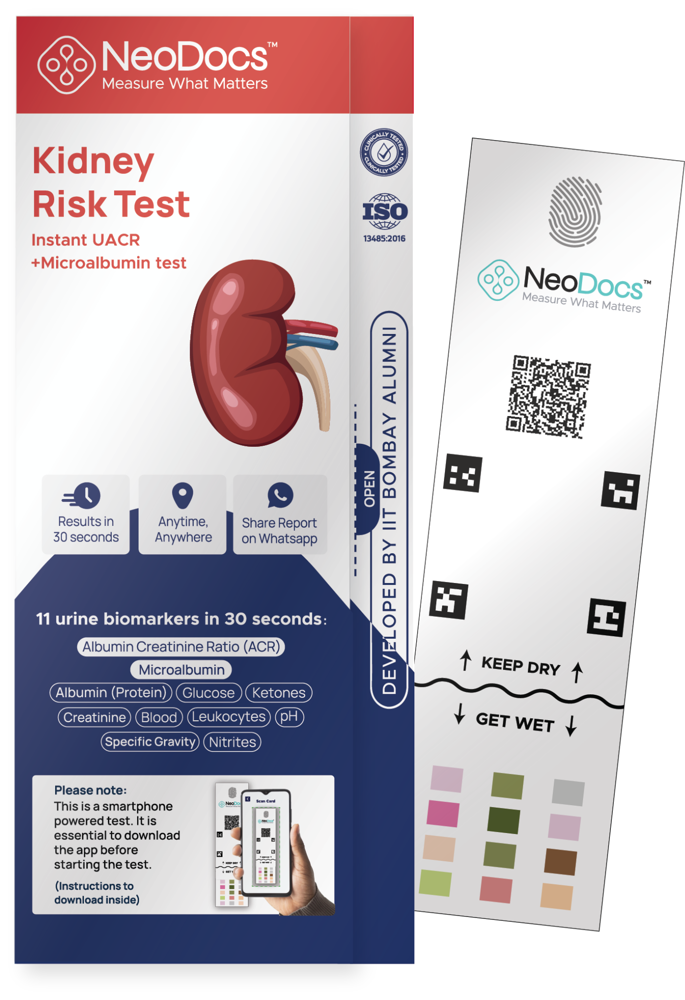 NeoDocs™
Measure What Matters
Kidney
Risk Test
Instant UACR
+Microalbumin test
Results in
30 seconds
Anytime,
Anywhere
Share Report
on Whatsapp
11 urine biomarkers in 30 seconds:
Albumin Creatinine Ratio (ACR)
Microalbumin
Albumin (Protein)
Glucose
Ketones
Creatinine
Blood
Leukocytes
pH
Specific Gravity
Nitrites
Please note:
This is a smartphone
powered test. It is
essential to download
the app before
starting the test.
(Instructions to
download inside)
Scan Card
CLINICALLY TESTED
CLINICALLY TESTED
ISO
13485:2016
OPEN
DEVELOPED BY IIT BOMBAY ALUMNI
NeoDocs™
Measure What Matters
KEEP DRY
GET WET